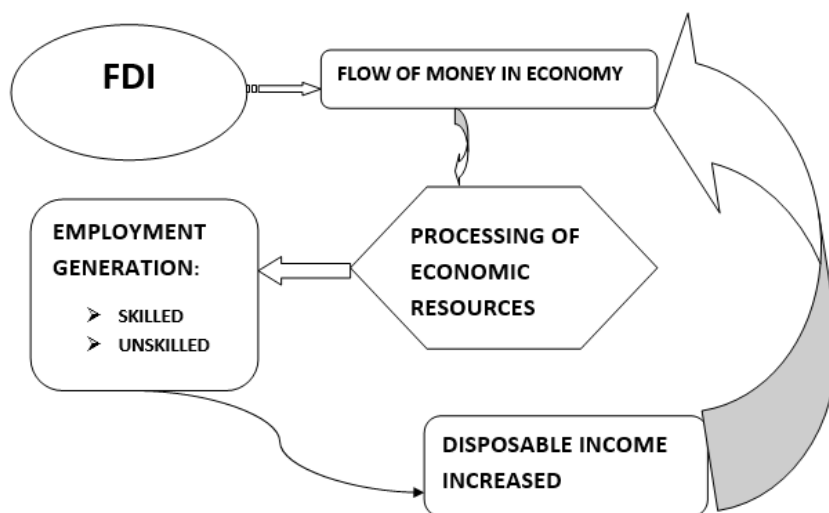 FDI
FLOW OF MONEY IN ECONOMY
PROCESSING OF
ECONOMIC
RESOURCES
EMPLOYMENT
GENERATION:
➢ SKILLED
➢ UNSKILLED
DISPOSABLE INCOME
INCREASED